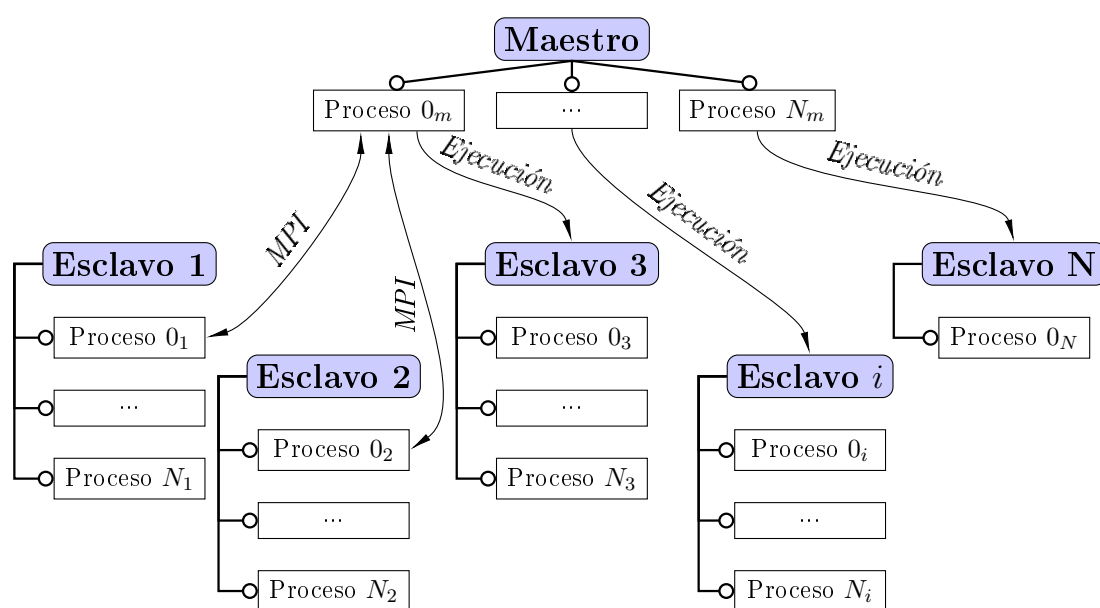 Maestro
Proceso $0_m$
...
Proceso $N_m$
Ejecución
Ejecución
Ejecución
MPI
MPI
Esclavo 1
Proceso $0_1$
...
Proceso $N_1$
Esclavo 2
Proceso $0_2$
...
Proceso $N_2$
Esclavo 3
Proceso $0_3$
...
Proceso $N_3$
Esclavo $i$
Proceso $0_i$
...
Proceso $N_i$
Esclavo N
Proceso $0_N$